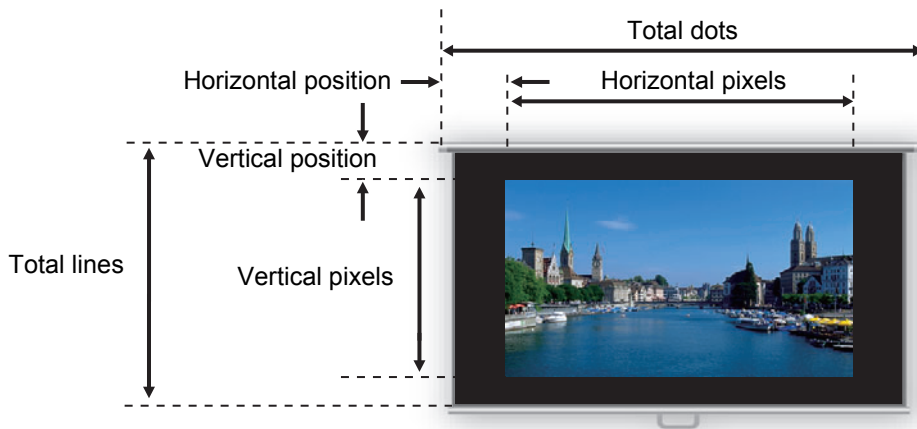 Total dots
Horizontal position
Horizontal pixels
Vertical position
Total lines
Vertical pixels